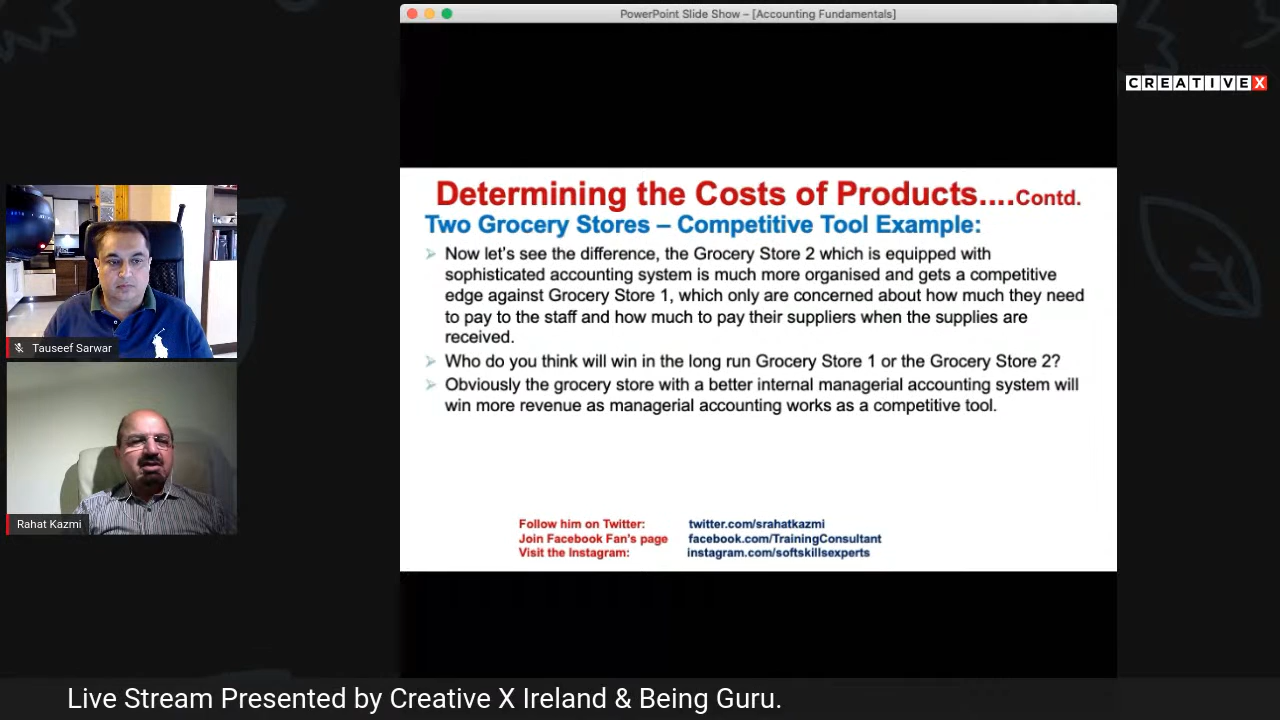 PowerPoint Slide Show – [Accounting Fundamentals]
CREATIVEX
Determining the Costs of Products....Contd.
Two Grocery Stores – Competitive Tool Example:
Now let's see the difference, the Grocery Store 2 which is equipped with
sophisticated accounting system is much more organised and gets a competitive
edge against Grocery Store 1, which only are concerned about how much they need
to pay to the staff and how much to pay their suppliers when the supplies are
received.
Who do you think will win in the long run Grocery Store 1 or the Grocery Store 2?
Obviously the grocery store with a better internal managerial accounting system will
win more revenue as managerial accounting works as a competitive tool.
Follow him on Twitter: twitter.com/srahatkazmi
Join Facebook Fan's page facebook.com/TrainingConsultant
Visit the Instagram: instagram.com/softskillsexperts
Tauseef Sarwar
Rahat Kazmi
Live Stream Presented by Creative X Ireland & Being Guru.